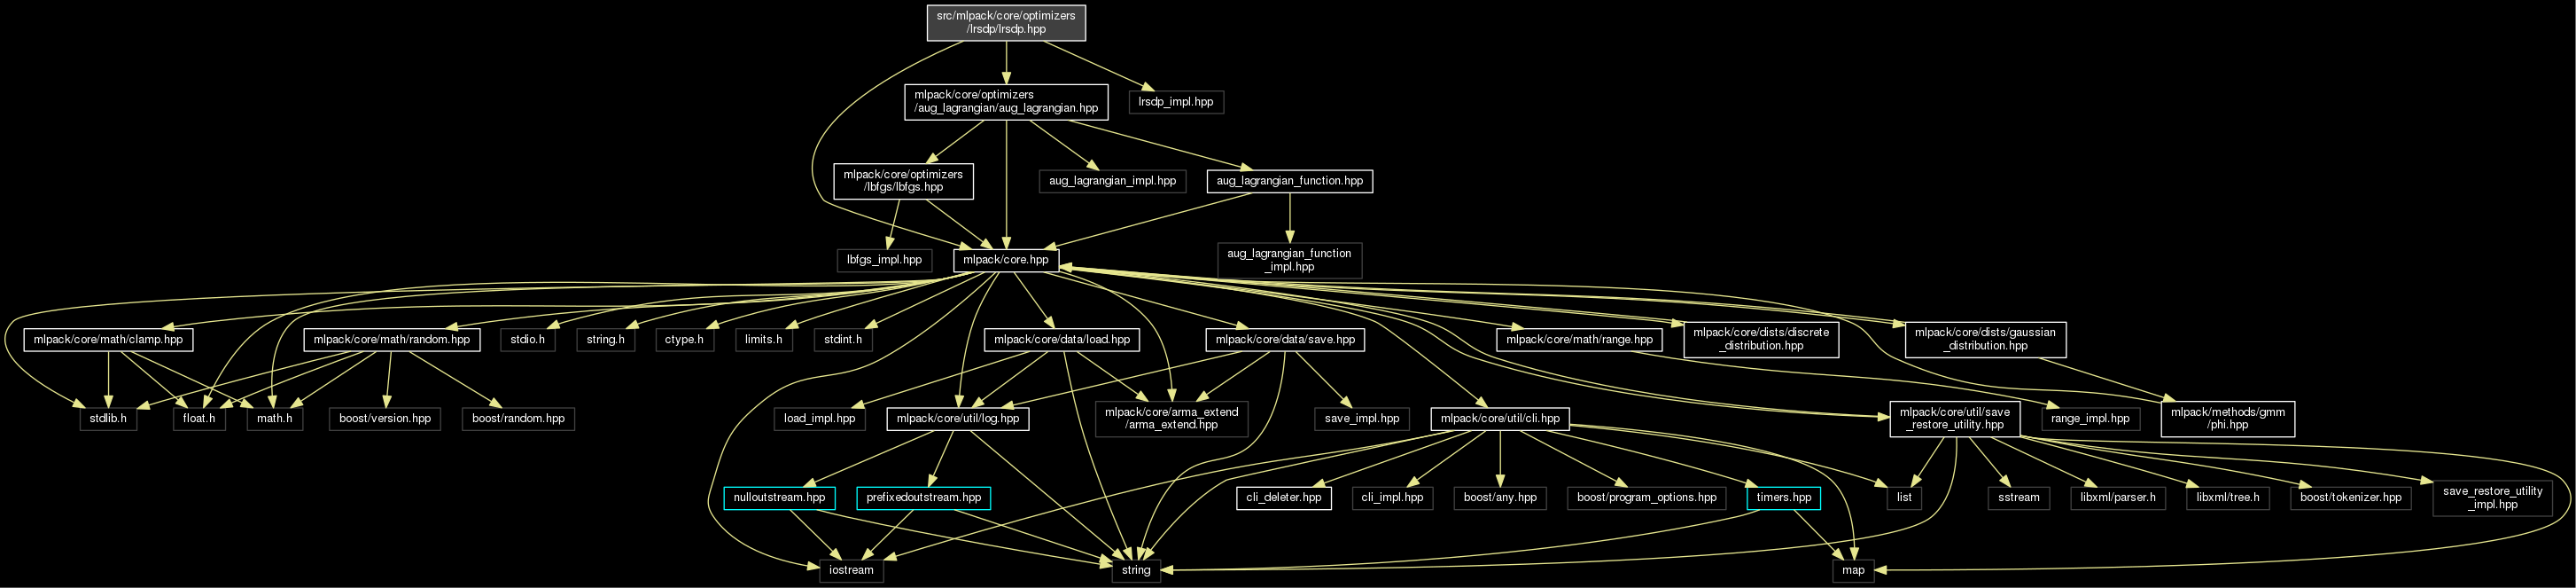 src/mlpack/core/optimizers
/lrsdp/lrsdp.hpp
mlpack/core/optimizers
/aug_lagrangian/aug_lagrangian.hpp
lrsdp_impl.hpp
mlpack/core/optimizers
/lbfgs/lbfgs.hpp
aug_lagrangian_impl.hpp
aug_lagrangian_function.hpp
lbfgs_impl.hpp
mlpack/core.hpp
aug_lagrangian_function
_impl.hpp
mlpack/core/math/clamp.hpp
mlpack/core/math/random.hpp
stdio.h
string.h
ctype.h
limits.h
stdint.h
mlpack/core/data/load.hpp
mlpack/core/data/save.hpp
mlpack/core/math/range.hpp
mlpack/core/dists/discrete
_distribution.hpp
mlpack/core/dists/gaussian
_distribution.hpp
stdlib.h
float.h
math.h
boost/version.hpp
boost/random.hpp
load_impl.hpp
mlpack/core/util/log.hpp
mlpack/core/arma_extend
/arma_extend.hpp
save_impl.hpp
mlpack/core/util/cli.hpp
mlpack/core/util/save
_restore_utility.hpp
range_impl.hpp
mlpack/methods/gmm
/phi.hpp
nulloutstream.hpp
prefixedoutstream.hpp
cli_deleter.hpp
cli_impl.hpp
boost/any.hpp
boost/program_options.hpp
timers.hpp
list
sstream
libxml/parser.h
libxml/tree.h
boost/tokenizer.hpp
save_restore_utility
_impl.hpp
iostream
string
map